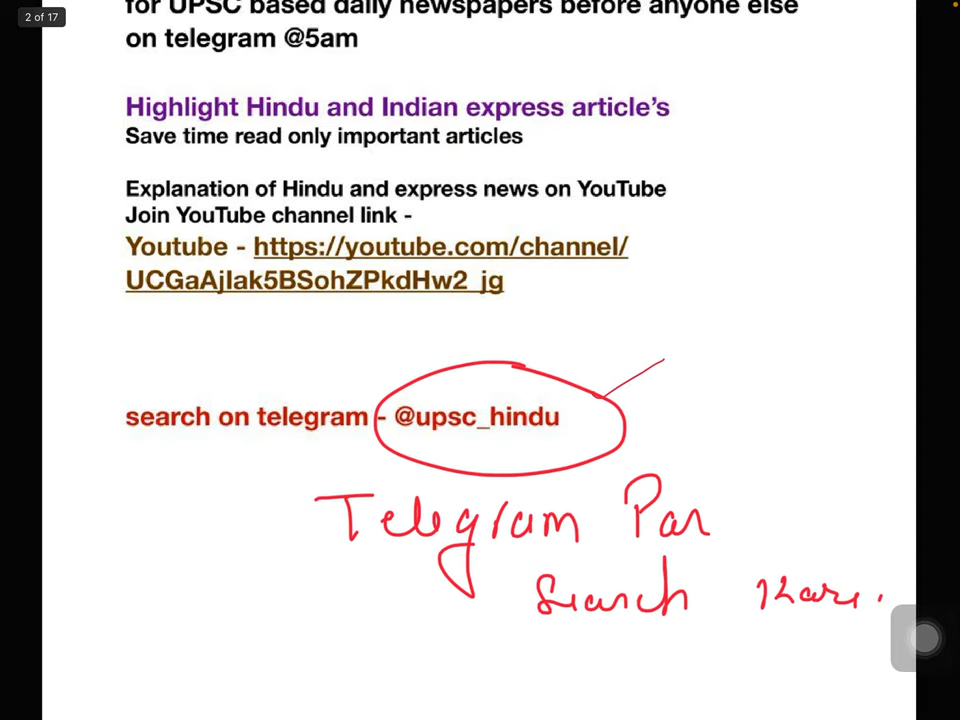 2 of 17
for UPSC based daily newspapers before anyone else
on telegram @5am
Highlight Hindu and Indian express article's
Save time read only important articles
Explanation of Hindu and express news on YouTube
Join YouTube channel link -
Youtube - https://youtube.com/channel/
UCGaAjIak5BSohZPkdHw2_jg
search on telegram - @upsc_hindu
Telegram Par
Search Kare.